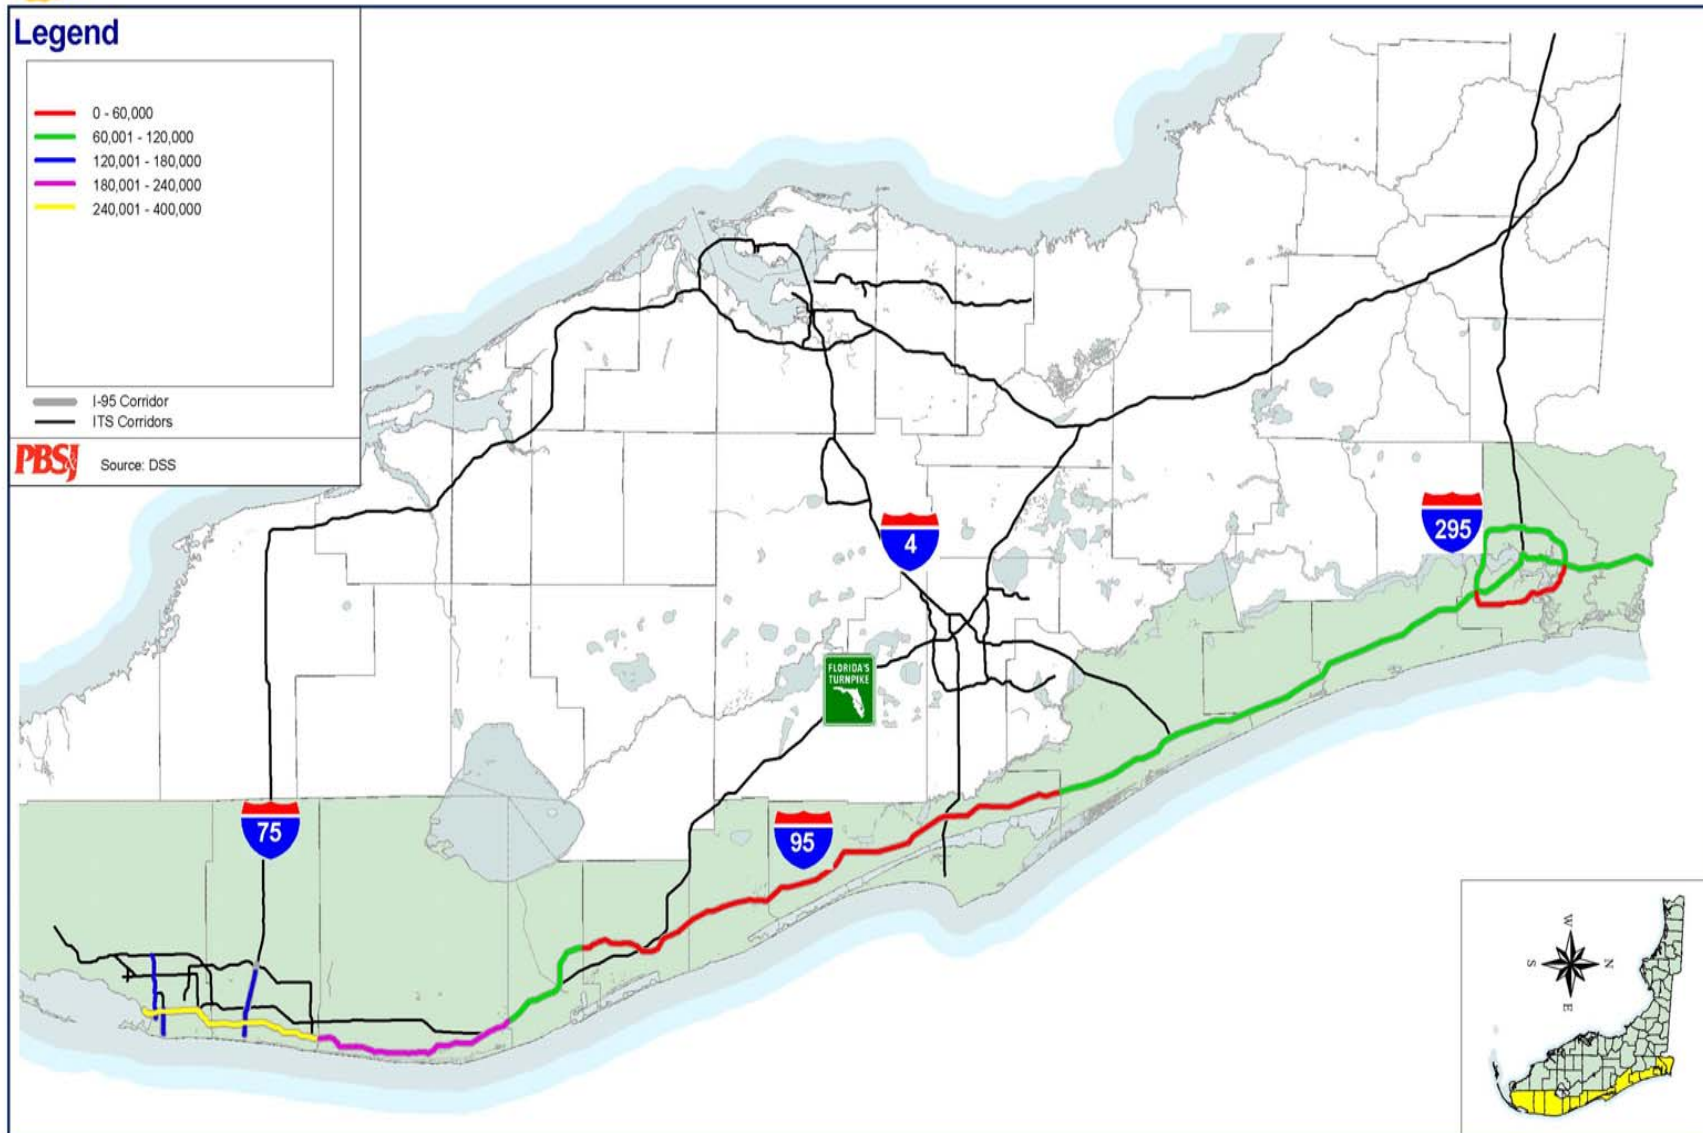 Legend
0 - 60,000
60,001 - 120,000
120,001 - 180,000
180,001 - 240,000
240,001 - 400,000
I-95 Corridor
ITS Corridors
PBSJ
Source: DSS
295
4
FLORIDA'S
TURNPIKE
75
95
W
S
N
E